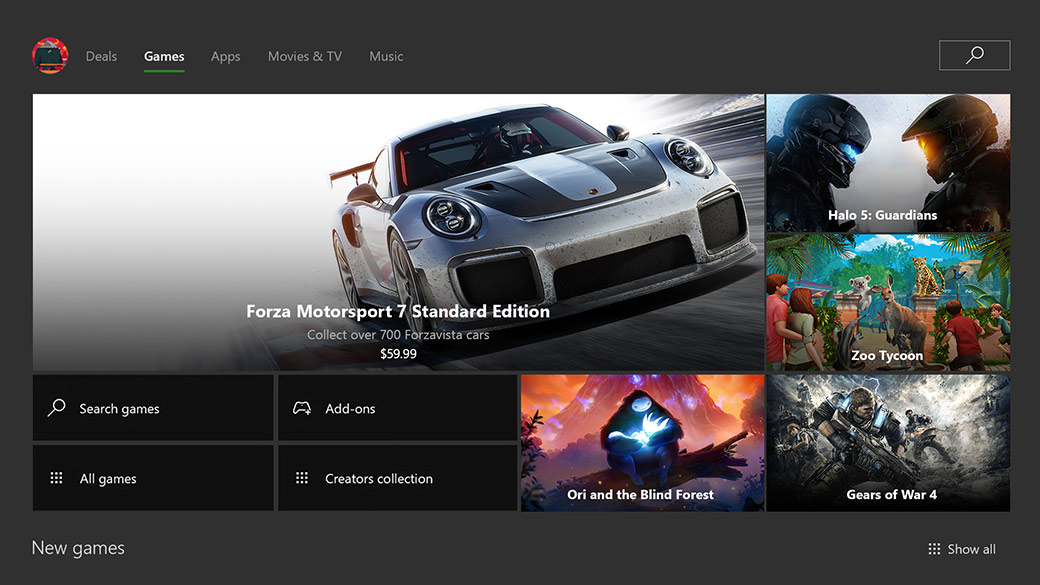 Deals
Games
Apps
Movies & TV
Music
Halo 5: Guardians
Forza Motorsport 7 Standard Edition
Collect over 700 Forzavista cars
$59.99
Zoo Tycoon
Search games
Add-ons
All games
Creators collection
Ori and the Blind Forest
Gears of War 4
New games
Show all